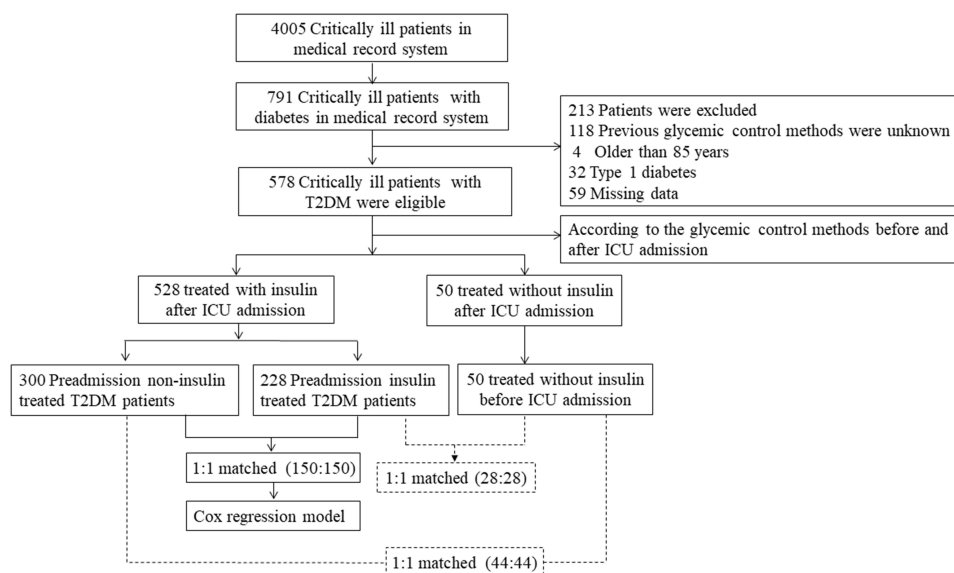 4005 Critically ill patients in
medical record system
791 Critically ill patients with
diabetes in medical record system
213 Patients were excluded
118 Previous glycemic control methods were unknown
4 Older than 85 years
32 Type 1 diabetes
59 Missing data
578 Critically ill patients with
T2DM were eligible
According to the glycemic control methods before and
after ICU admission
528 treated with insulin
after ICU admission
50 treated without insulin
after ICU admission
300 Preadmission non-insulin
treated T2DM patients
228 Preadmission insulin
treated T2DM patients
50 treated without insulin
before ICU admission
1:1 matched (150:150)
1:1 matched (28:28)
Cox regression model
1:1 matched (44:44)